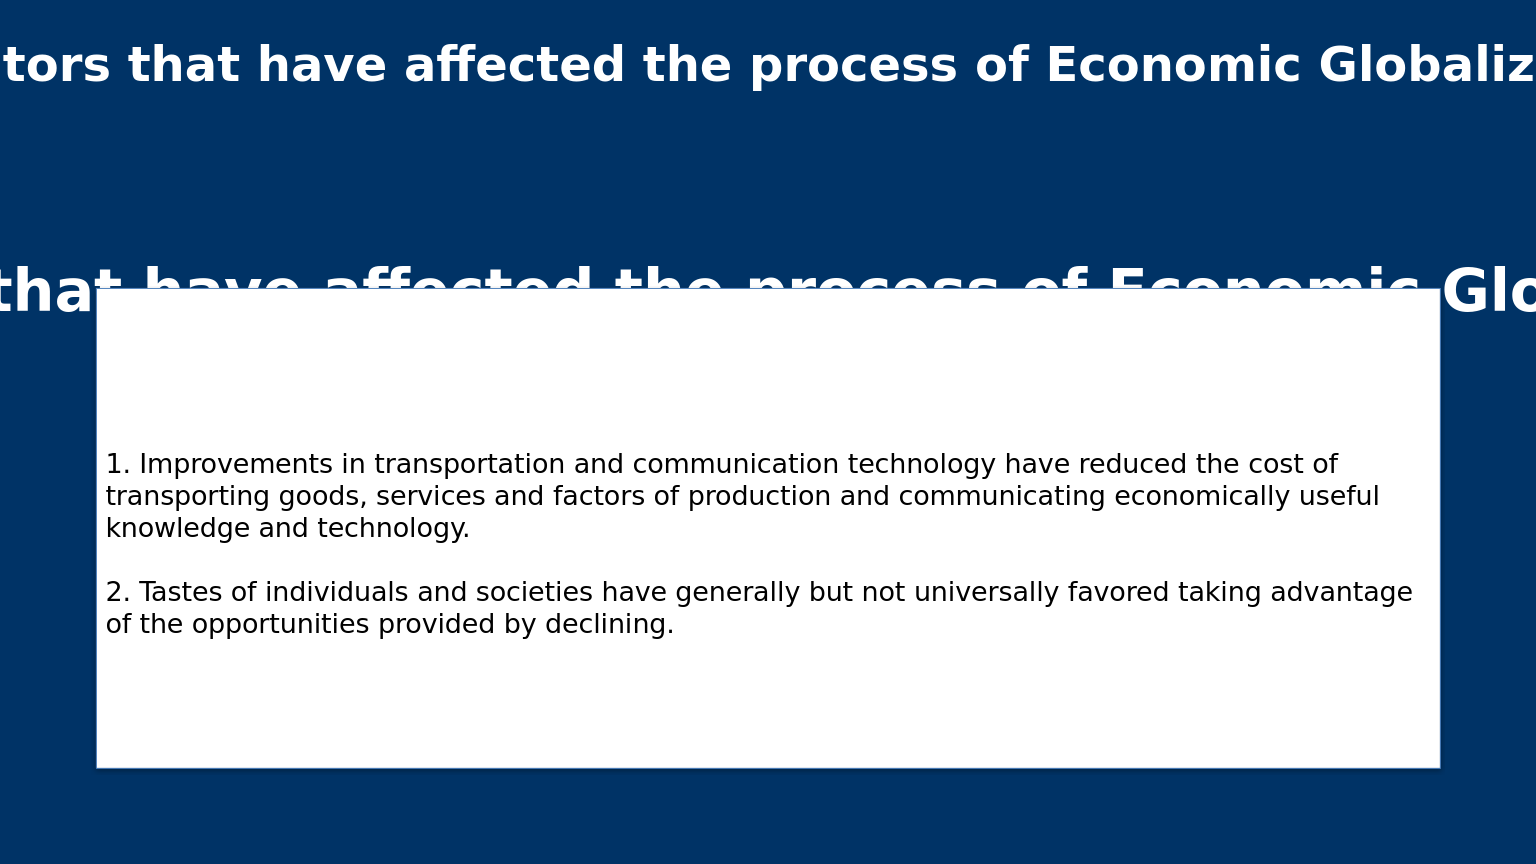 tors that have affected the process of Economic Globaliz
that have affected the process of Economic Glo
1. Improvements in transportation and communication technology have reduced the cost of
transporting goods, services and factors of production and communicating economically useful
knowledge and technology.
2. Tastes of individuals and societies have generally but not universally favored taking advantage
of the opportunities provided by declining.